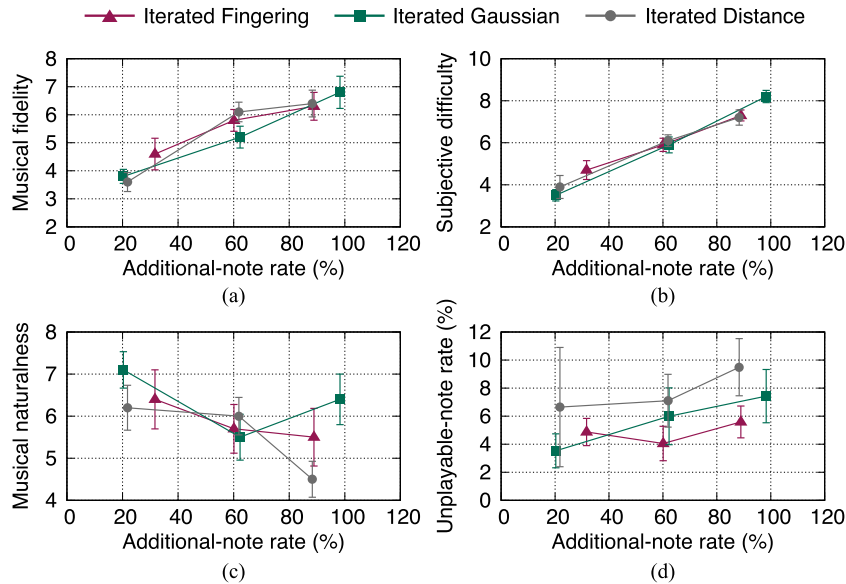 Iterated Fingering Iterated Gaussian Iterated Distance
Musical fidelity
8
7
6
5
4
3
2
0 20 40 60 80 100 120
Additional-note rate (%)
(a)
Subjective difficulty
10
8
6
4
2
0 20 40 60 80 100 120
Additional-note rate (%)
(b)
Musical naturalness
8
7
6
5
4
0 20 40 60 80 100 120
Additional-note rate (%)
(c)
Unplayable-note rate (%)
12
10
8
6
4
2
0
0 20 40 60 80 100 120
Additional-note rate (%)
(d)